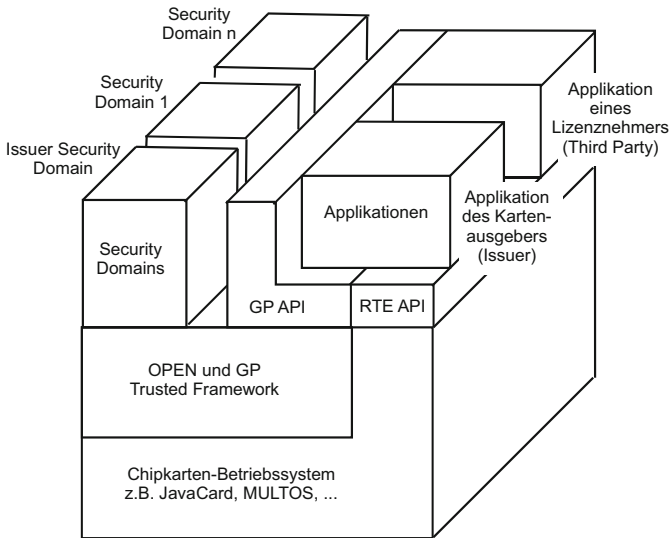 Security
Domain n
Security
Domain 1
Issuer Security
Domain
Applikation
eines
Lizenznehmers
(Third Party)
Applikationen
Applikation
des Karten-
ausgebers
(Issuer)
Security
Domains
GP API
RTE API
OPEN und GP
Trusted Framework
Chipkarten-Betriebssystem
z.B. JavaCard, MULTOS, ...